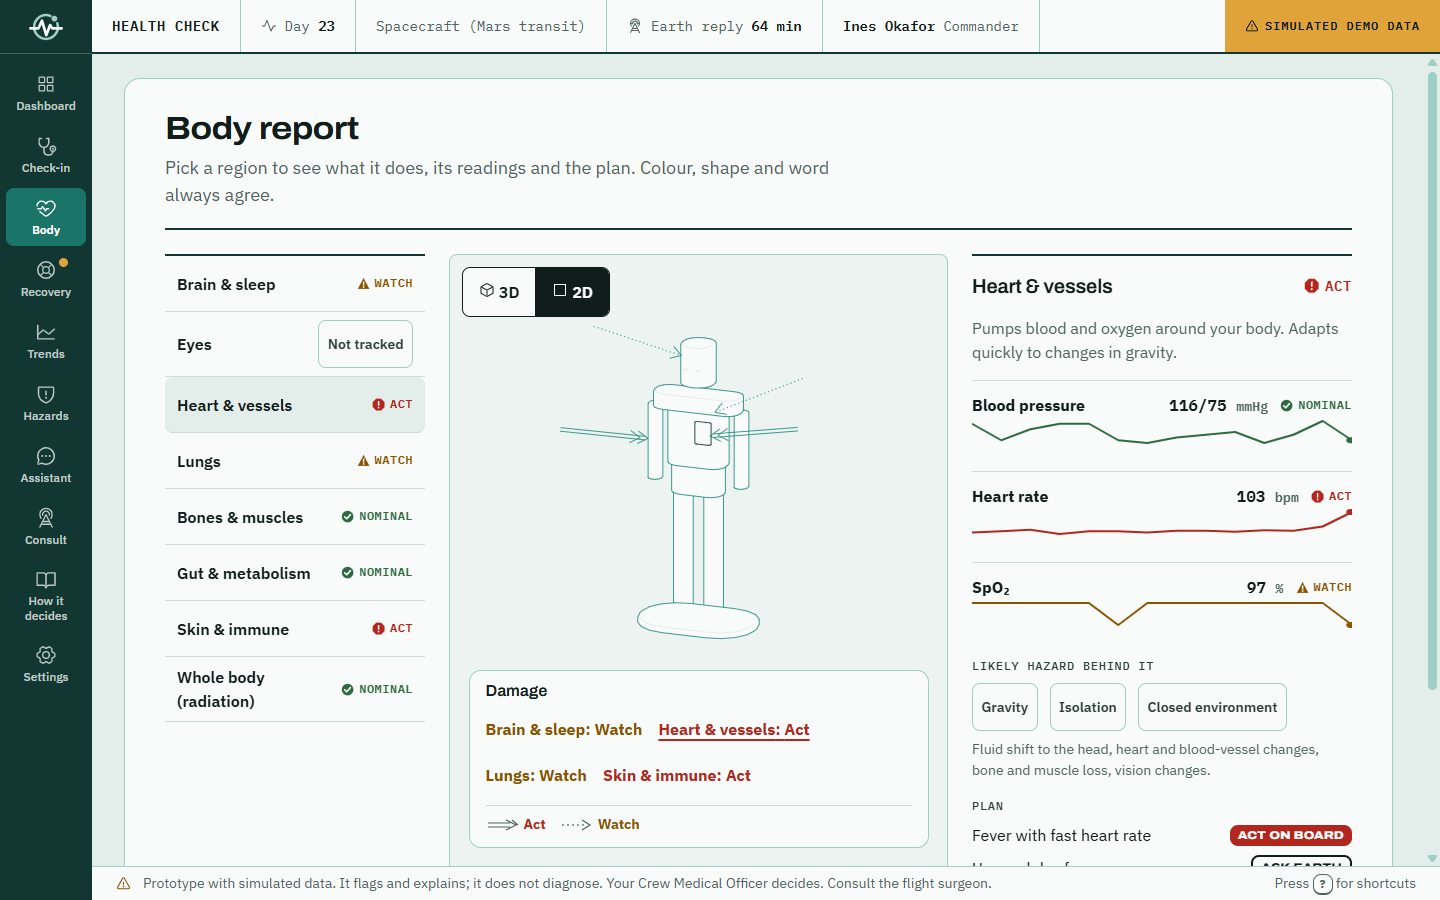 HEALTH CHECK
Day 23
Spacecraft (Mars transit)
Earth reply 64 min
Ines Okafor Commander
SIMULATED DEMO DATA
Dashboard
Check-in
Body
Recovery
Trends
Hazards
Assistant
Consult
How it
decides
Settings
Body report
Pick a region to see what it does, its readings and the plan. Colour, shape and word
always agree.
Brain & sleep WATCH
Eyes Not tracked
Heart & vessels ACT
Lungs WATCH
Bones & muscles NOMINAL
Gut & metabolism NOMINAL
Skin & immune ACT
Whole body
(radiation) NOMINAL
3D 2D
Damage
Brain & sleep: Watch Heart & vessels: Act
Lungs: Watch Skin & immune: Act
Act Watch
Heart & vessels ACT
Pumps blood and oxygen around your body. Adapts
quickly to changes in gravity.
Blood pressure 116/75 mmHg NOMINAL
Heart rate 103 bpm ACT
SpO₂ 97 % WATCH
LIKELY HAZARD BEHIND IT
Gravity Isolation Closed environment
Fluid shift to the head, heart and blood-vessel changes,
bone and muscle loss, vision changes.
PLAN
Fever with fast heart rate ACT ON BOARD
ASK EARTH
Prototype with simulated data. It flags and explains; it does not diagnose. Your Crew Medical Officer decides. Consult the flight surgeon.
Press ? for shortcuts